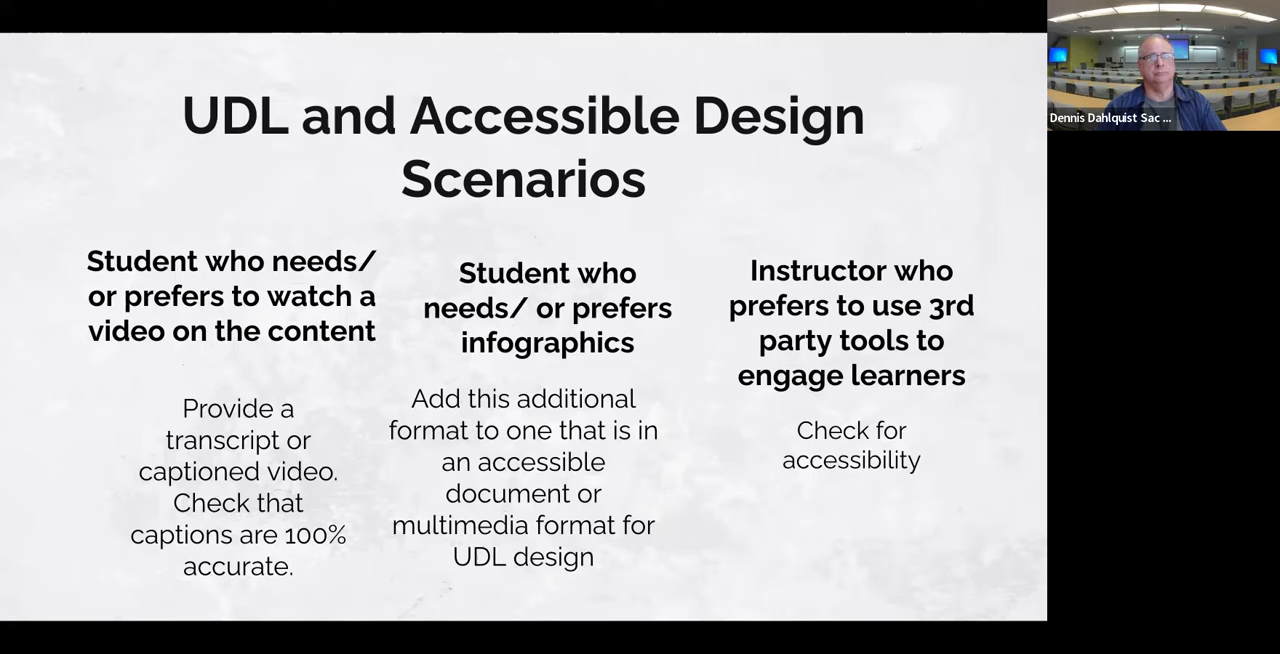 UDL and Accessible Design
Scenarios
Student who needs/
or prefers to watch a
video on the content
Provide a
transcript or
captioned video.
Check that
captions are 100%
accurate.
Student who
needs/ or prefers
infographics
Add this additional
format to one that is in
an accessible
document or
multimedia format for
UDL design
Instructor who
prefers to use 3rd
party tools to
engage learners
Check for
accessibility
Dennis Dahlquist Sac ...